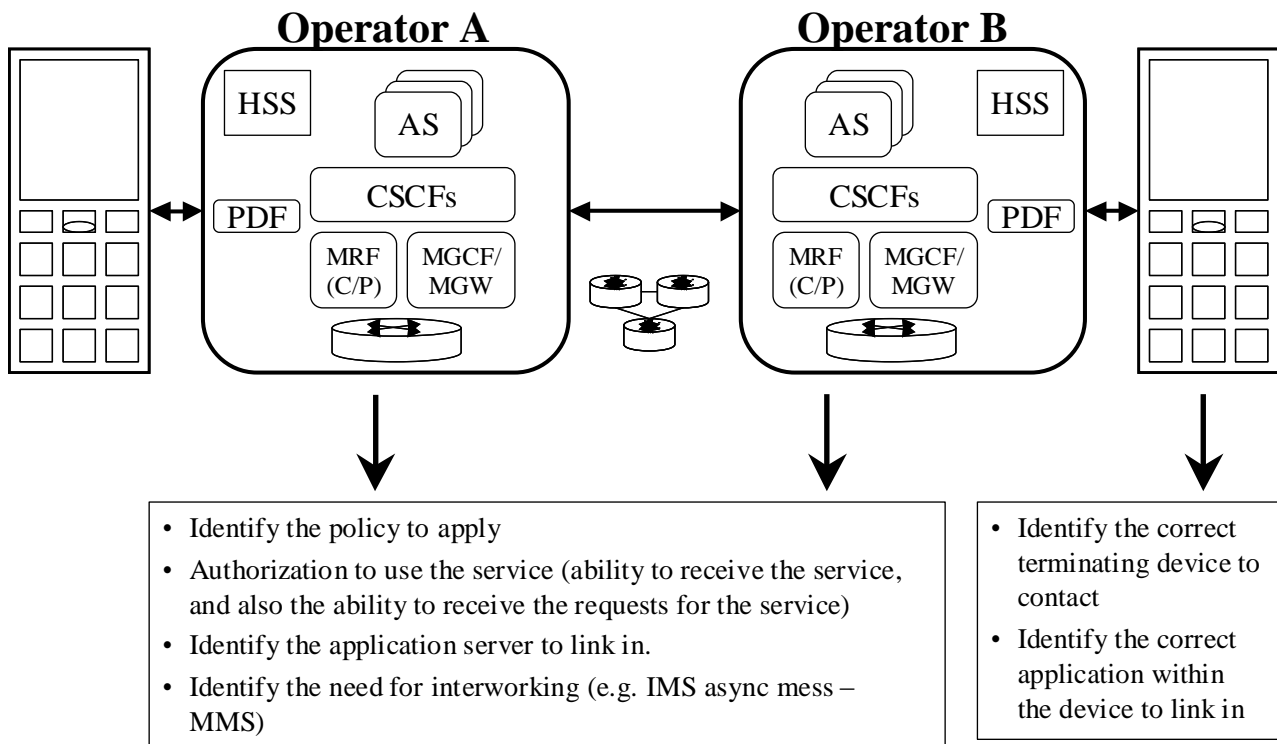 Operator A
Operator B
HSS
AS
CSCFs
PDF
MRF
(C/P)
MGCF/
MGW
AS
HSS
CSCFs
PDF
MRF
(C/P)
MGCF/
MGW
• Identify the policy to apply
• Authorization to use the service (ability to receive the service,
and also the ability to receive the requests for the service)
• Identify the application server to link in.
• Identify the need for interworking (e.g. IMS async mess –
MMS)
• Identify the correct
terminating device to
contact
• Identify the correct
application within
the device to link in